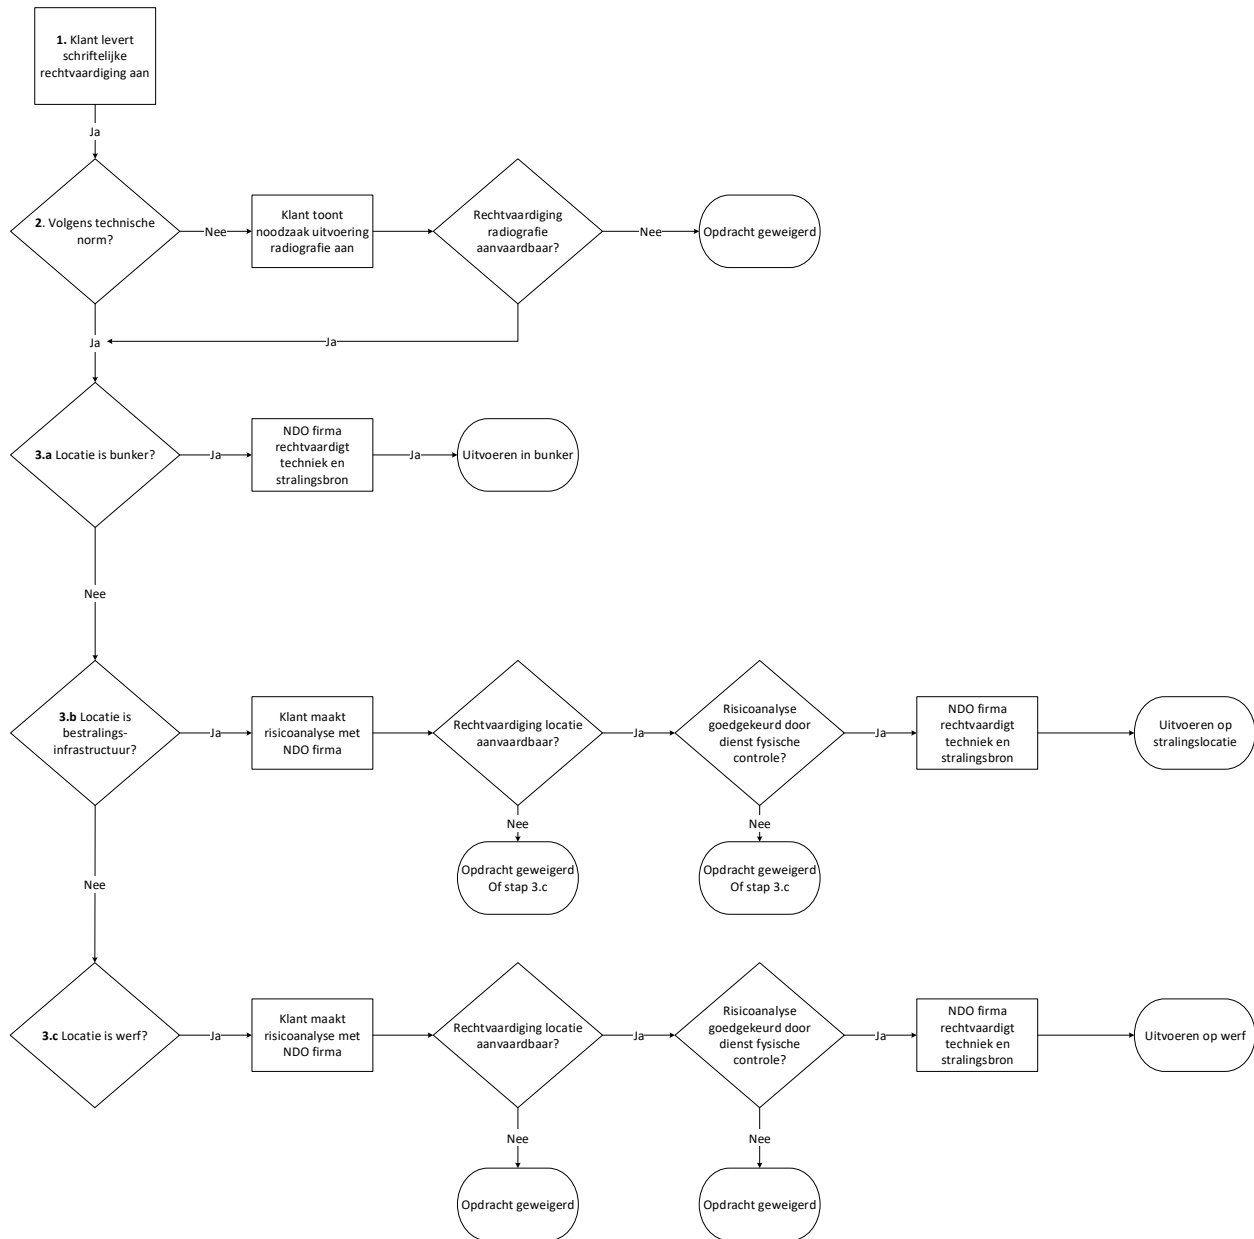 1. Klant levert
schriftelijke
rechtvaardiging aan
Ja
2. Volgens technische
norm?
Nee
Klant toont
noodzaak uitvoering
radiografie aan
Rechtvaardiging
radiografie
aanvaardbaar?
Nee
Opdracht geweigerd
Ja
Ja
3.a Locatie is bunker?
Ja
NDO firma
rechtvaardigt
techniek en
stralingsbron
Ja
Uitvoeren in bunker
Nee
3.b Locatie is
bestralings-
infrastructuur?
Ja
Klant maakt
risicoanalyse met
NDO firma
Rechtvaardiging locatie
aanvaardbaar?
Ja
Risicoanalyse
goedgekeurd door
dienst fysische
controle?
Ja
NDO firma
rechtvaardigt
techniek en
stralingsbron
Uitvoeren op
stralingslocatie
Nee
Nee
Opdracht geweigerd
Of stap 3.c
Opdracht geweigerd
Of stap 3.c
Nee
3.c Locatie is werf?
Ja
Klant maakt
risicoanalyse met
NDO firma
Rechtvaardiging locatie
aanvaardbaar?
Ja
Risicoanalyse
goedgekeurd door
dienst fysische
controle?
Ja
NDO firma
rechtvaardigt
techniek en
stralingsbron
Uitvoeren op werf
Nee
Nee
Opdracht geweigerd
Opdracht geweigerd